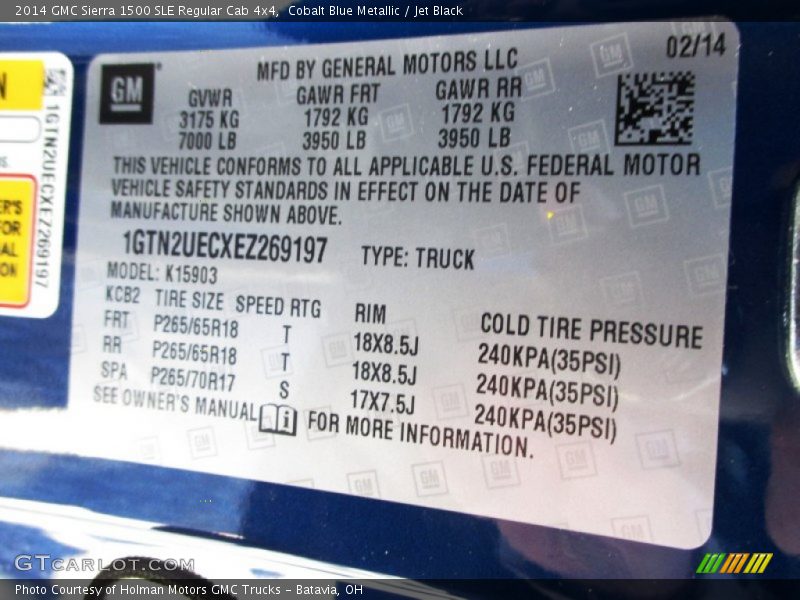 2014 GMC Sierra 1500 SLE Regular Cab 4x4, Cobalt Blue Metallic / Jet Black
02/14
GM
MFD BY GENERAL MOTORS LLC
GVWR GAWR FRT GAWR RR
3175 KG 1792 KG 1792 KG
7000 LB 3950 LB 3950 LB
THIS VEHICLE CONFORMS TO ALL APPLICABLE U.S. FEDERAL MOTOR
VEHICLE SAFETY STANDARDS IN EFFECT ON THE DATE OF
MANUFACTURE SHOWN ABOVE.
1GTN2UECXEZ269197 TYPE: TRUCK
MODEL: K15903
KCB2 TIRE SIZE SPEED RTG RIM COLD TIRE PRESSURE
FRT P265/65R18 T 18X8.5J 240KPA(35PSI)
RR P265/65R18 T 18X8.5J 240KPA(35PSI)
SPA P265/70R17 S 17X7.5J 240KPA(35PSI)
SEE OWNER'S MANUAL FOR MORE INFORMATION.
1GTN2UECXEZ269197
GTCARLOT.COM
Photo Courtesy of Holman Motors GMC Trucks - Batavia, OH